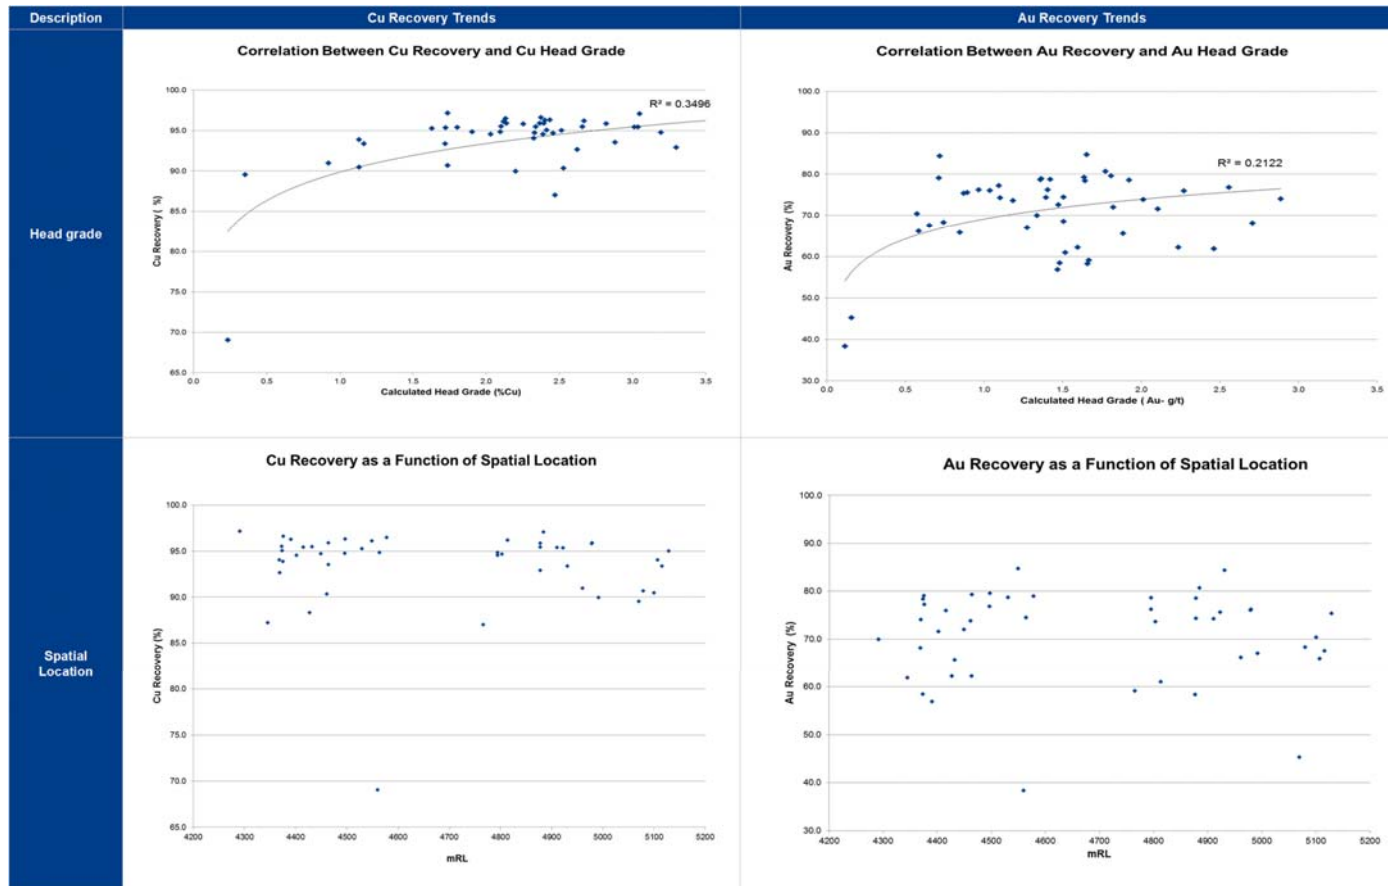 Description
Cu Recovery Trends
Au Recovery Trends
Head grade
Correlation Between Cu Recovery and Cu Head Grade
R² = 0.3496
Cu Recovery ( %)
100.0
95.0
90.0
85.0
80.0
75.0
70.0
65.0
0.0 0.5 1.0 1.5 2.0 2.5 3.0 3.5
Calculated Head Grade (%Cu)
Correlation Between Au Recovery and Au Head Grade
R² = 0.2122
Au Recovery (%)
100.0
90.0
80.0
70.0
60.0
50.0
40.0
30.0
0.0 0.5 1.0 1.5 2.0 2.5 3.0 3.5
Calculated Head Grade ( Au- g/t)
Spatial
Location
Cu Recovery as a Function of Spatial Location
Cu Recovery (%)
100.0
95.0
90.0
85.0
80.0
75.0
70.0
65.0
4200 4300 4400 4500 4600 4700 4800 4900 5000 5100 5200
mRL
Au Recovery as a Function of Spatial Location
Au Recovery (%)
100.0
90.0
80.0
70.0
60.0
50.0
40.0
30.0
4200 4300 4400 4500 4600 4700 4800 4900 5000 5100 5200
mRL